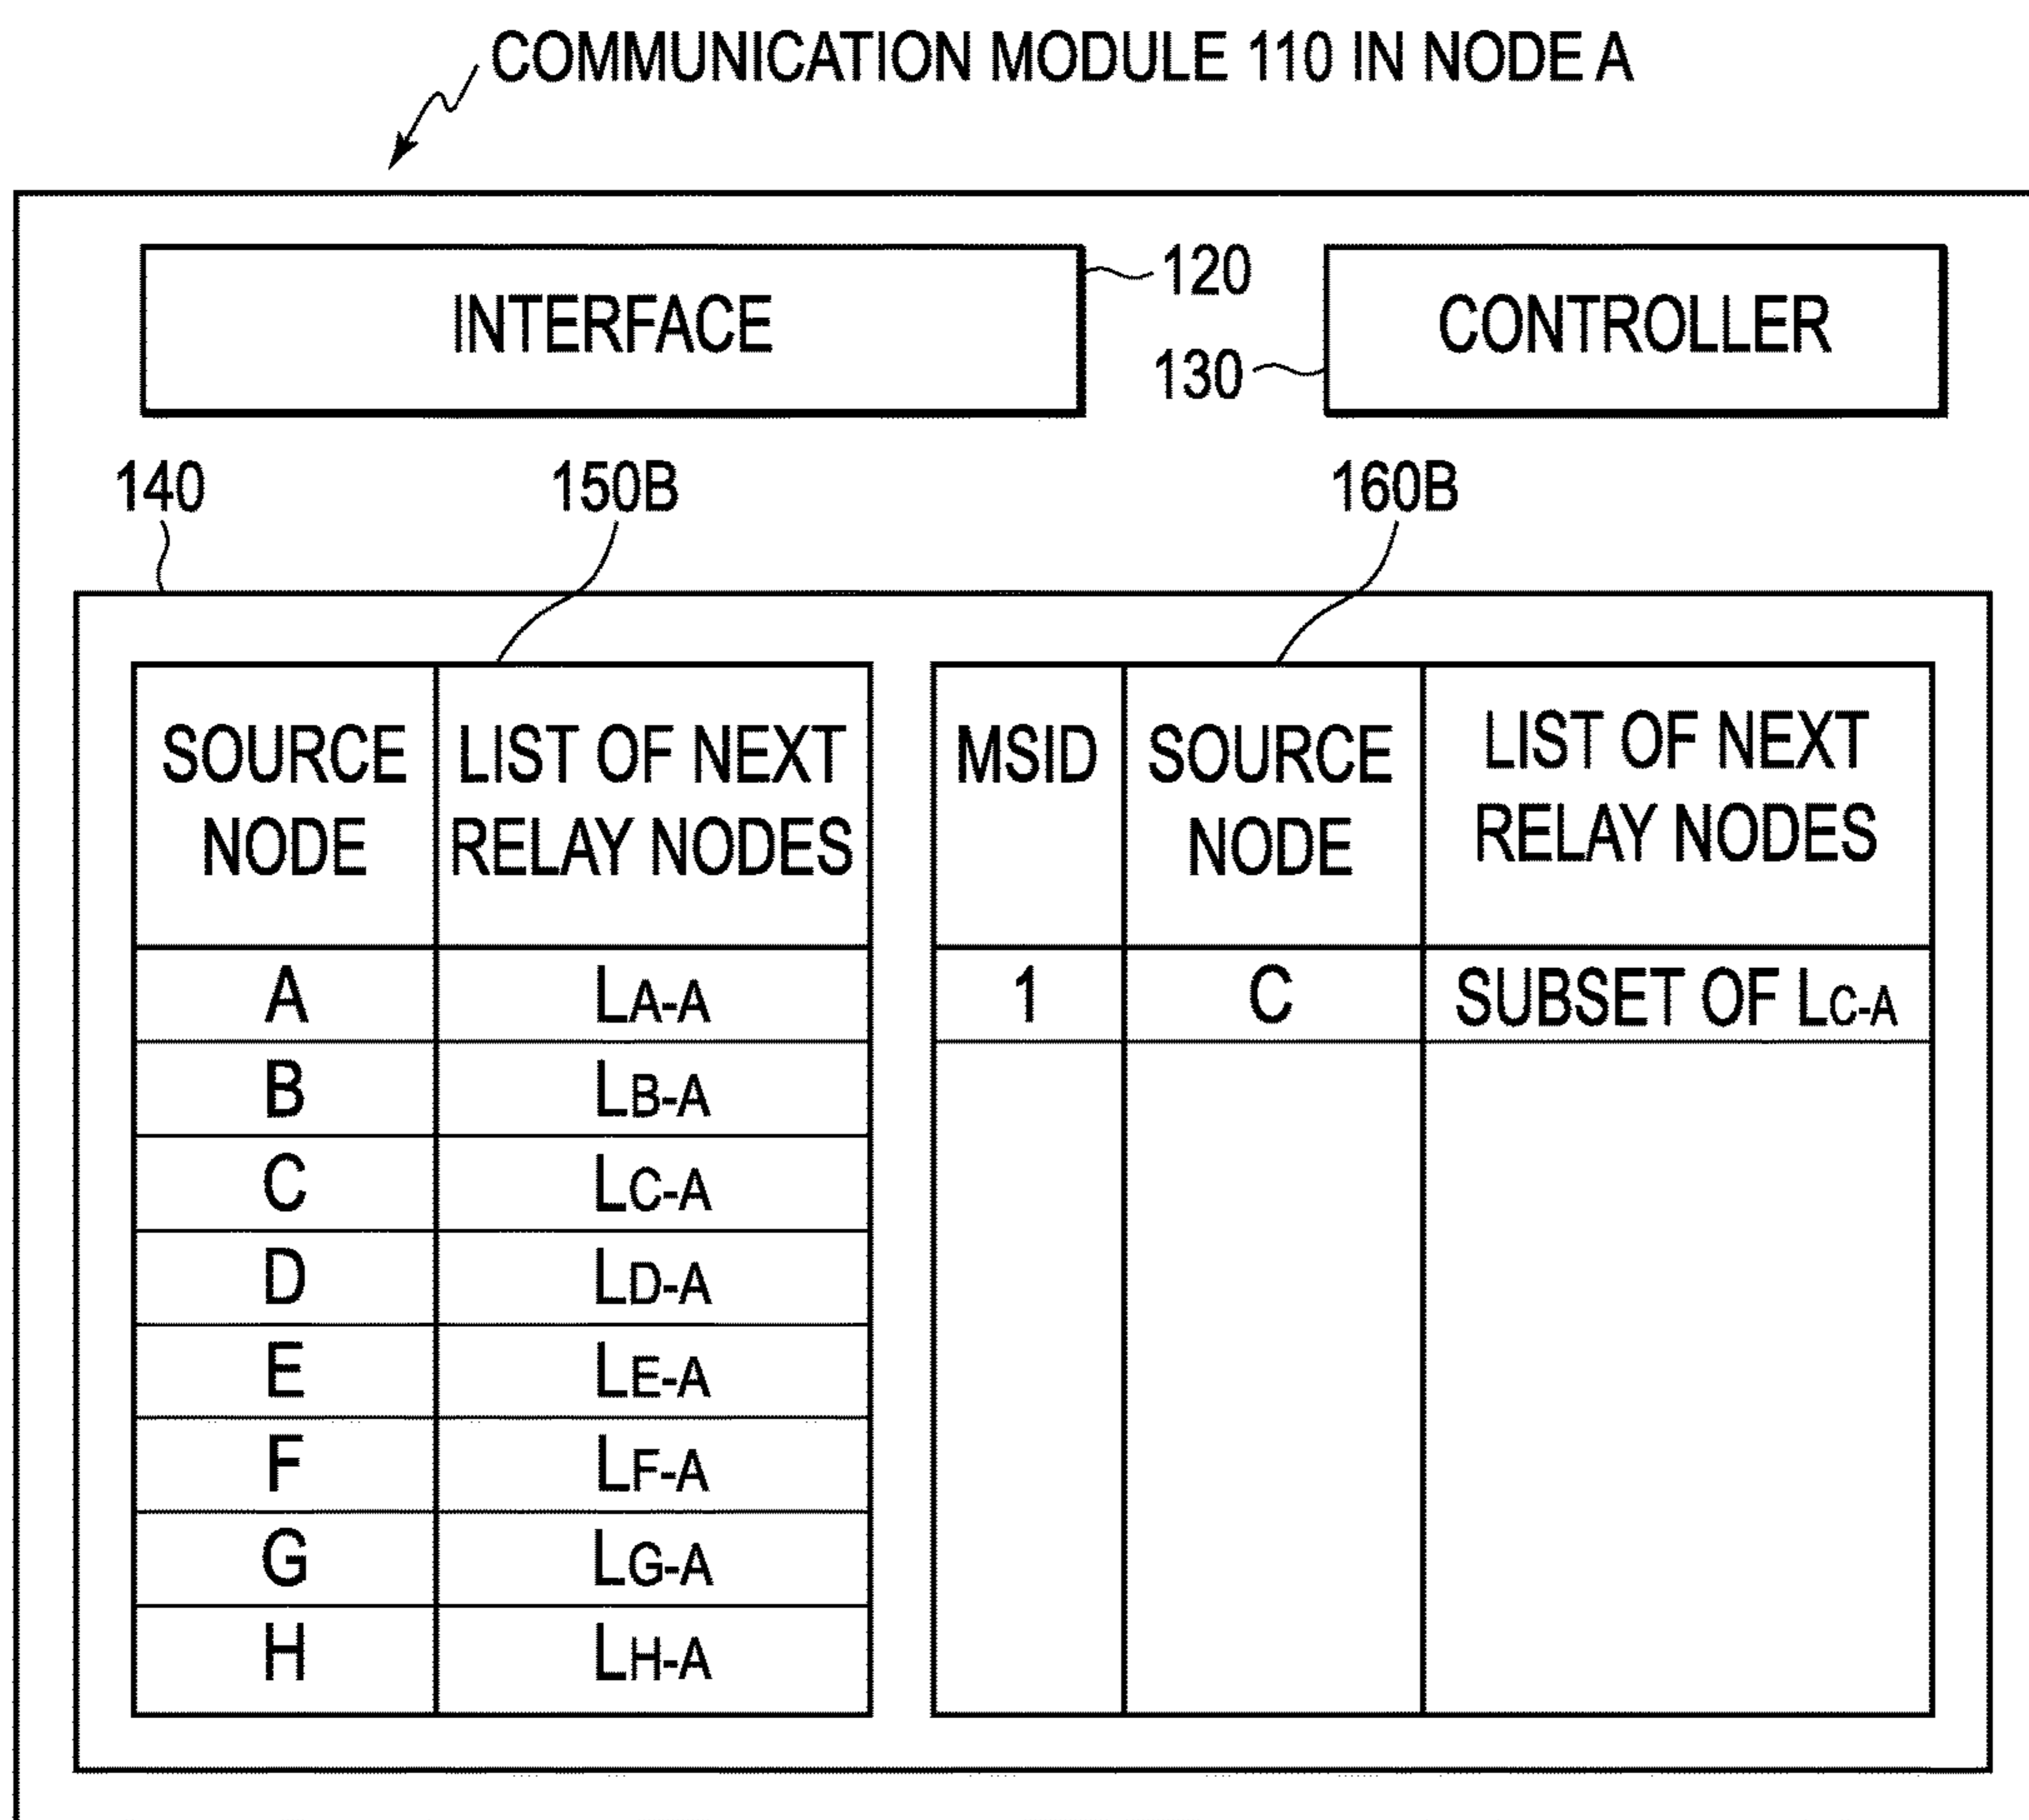 COMMUNICATION MODULE 110 IN NODE A
INTERFACE
120
130
CONTROLLER
140
150B
160B
SOURCE
NODE
LIST OF NEXT
RELAY NODES
A
LA-A
B
LB-A
C
LC-A
D
LD-A
E
LE-A
F
LF-A
G
LG-A
H
LH-A
MSID
SOURCE
NODE
LIST OF NEXT
RELAY NODES
1
C
SUBSET OF LC-A